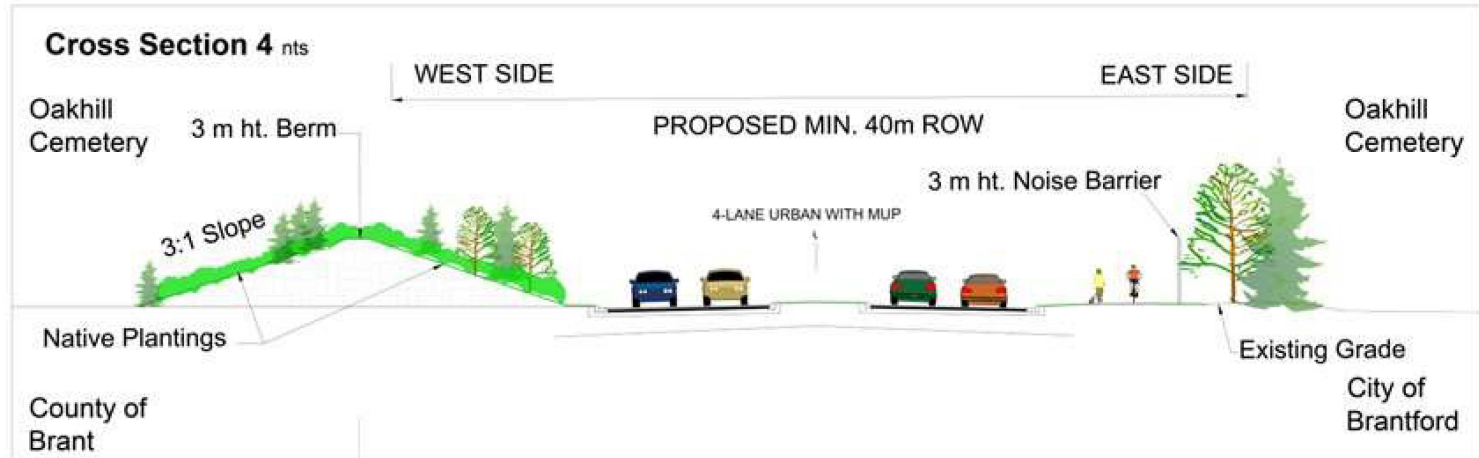 Cross Section 4 nts
WEST SIDE
EAST SIDE
Oakhill
Cemetery
3 m ht. Berm
PROPOSED MIN. 40m ROW
Oakhill
Cemetery
3 m ht. Noise Barrier
4-LANE URBAN WITH MUP
3:1 Slope
Native Plantings
Existing Grade
County of
Brant
City of
Brantford